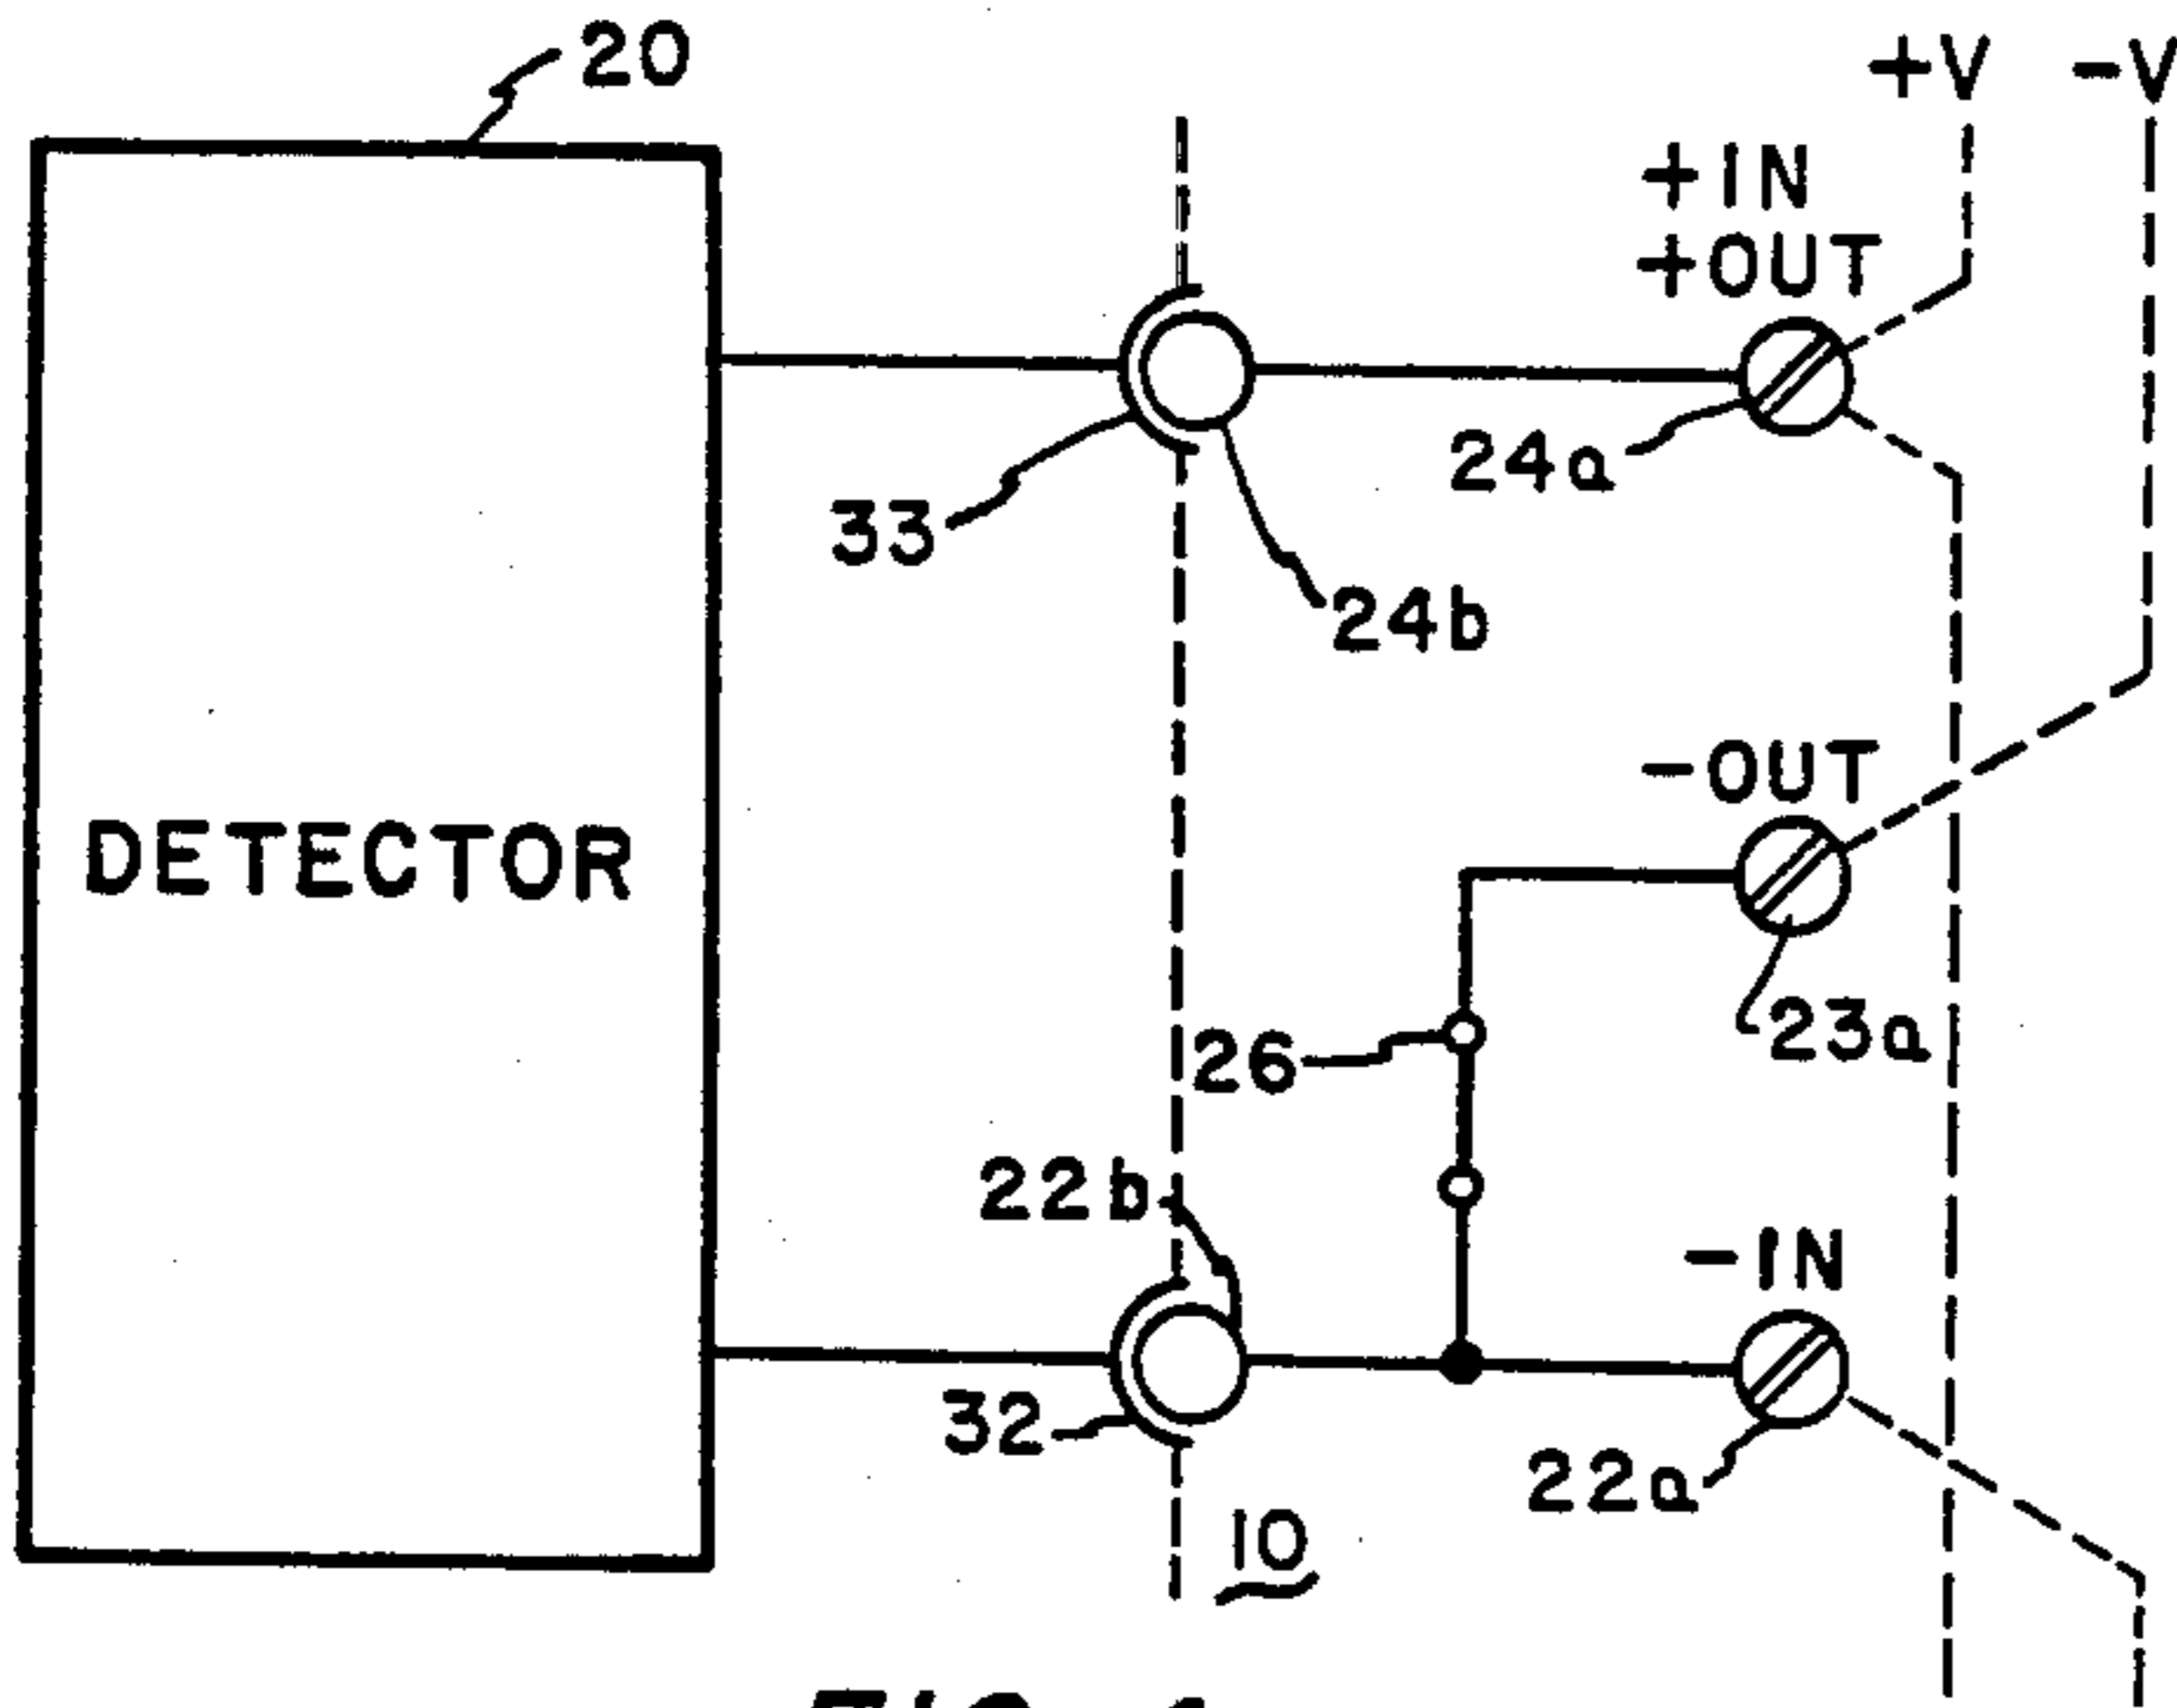 20
+V -V
+IN
+OUT
24a
33
24b
-OUT
DETECTOR
23a
26
22b
-IN
32
22a
10